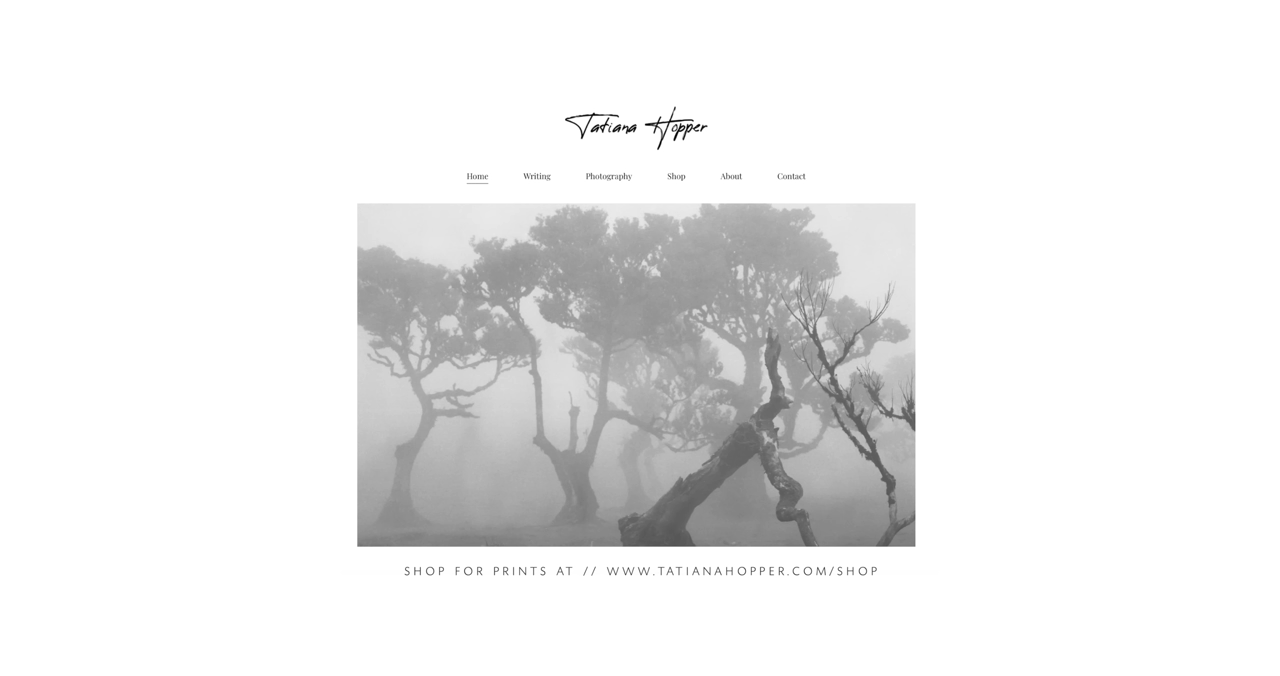 Tatiana Hopper
Home Writing Photography Shop About Contact
SHOP FOR PRINTS AT // WWW.TATIANAHOPPER.COM/SHOP